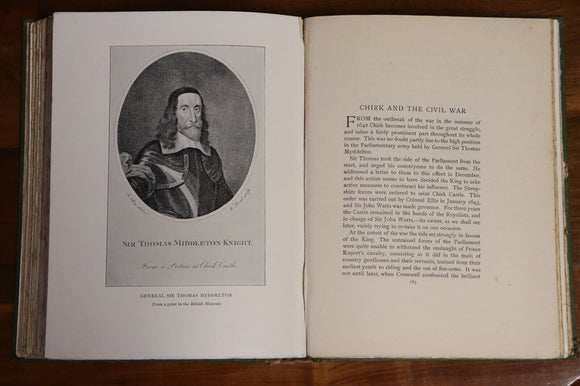 SIR THOMAS MIDDLETON KNIGHT.
From a Picture at Chirk Castle.
GENERAL SIR THOMAS MYDDELTON
From a print in the British Museum
CHIRK AND THE CIVIL WAR
FROM the outbreak of the war in the summer of
1642 Chirk becomes involved in the great struggle,
and takes a fairly prominent part throughout its
course. This was no doubt partly due to the high position
in the Parliamentary army held by General Sir Thomas
Myddelton.
Sir Thomas took the side of the Parliament from the
start, and urged his countrymen to do the same. He
addressed a letter to them to this effect in December,
and this action seems to have decided the King to take
active measures to counteract his influence. The Shrop-
shire forces were ordered to seize Chirk Castle. This
order was carried out by Colonel Ellis in January 1643,
and Sir John Watts was made governor. For three years
the Castle remained in the hands of the Royalists, and
in charge of Sir John Watts,—its owner, as we shall see
later, vainly trying to re-take it on one occasion.
At the outset of the war the tide set strongly in favour
of the King. The untrained forces of the Parliament
were quite unable to withstand the onslaught of Prince
Rupert's cavalry, consisting as it did in the main of
country gentlemen and their servants, trained from their
earliest youth to riding and the use of fire-arms. It was
not until later, when Cromwell confronted the brilliant